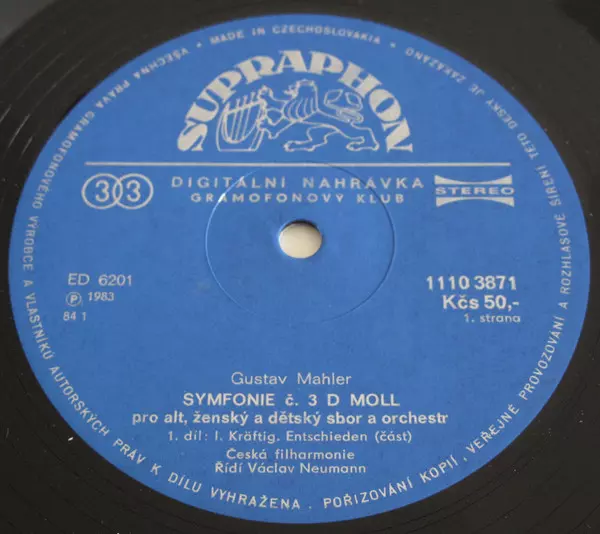 VŠECHNA PRÁVA GRAMOFONOVÉHO VÝROBCE A VLASTNÍKŮ AUTORSKÝCH PRÁV K DÍLU VYHRAŽENA. POŘIZOVÁNÍ KOPIÍ, VEŘEJNÉ PROVOZOVÁNÍ A ROZHLASOVÉ ŠÍŘENÍ TÉTO DESKY JE ZAKÁZÁNO
• MADE IN CZECHOSLOVAKIA •
SUPRAPHON
33 DIGITÁLNÍ NAHRÁVKA STEREO
GRAMOFONOVÝ KLUB
ED 6201
℗ 1983
84 1
1110 3871
Kčs 50,-
1. strana
Gustav Mahler
SYMFONIE č. 3 D MOLL
pro alt, ženský a dětský sbor a orchestr
1. díl: I. Kräftig. Entschieden (část)
Česká filharmonie
Řídí Václav Neumann